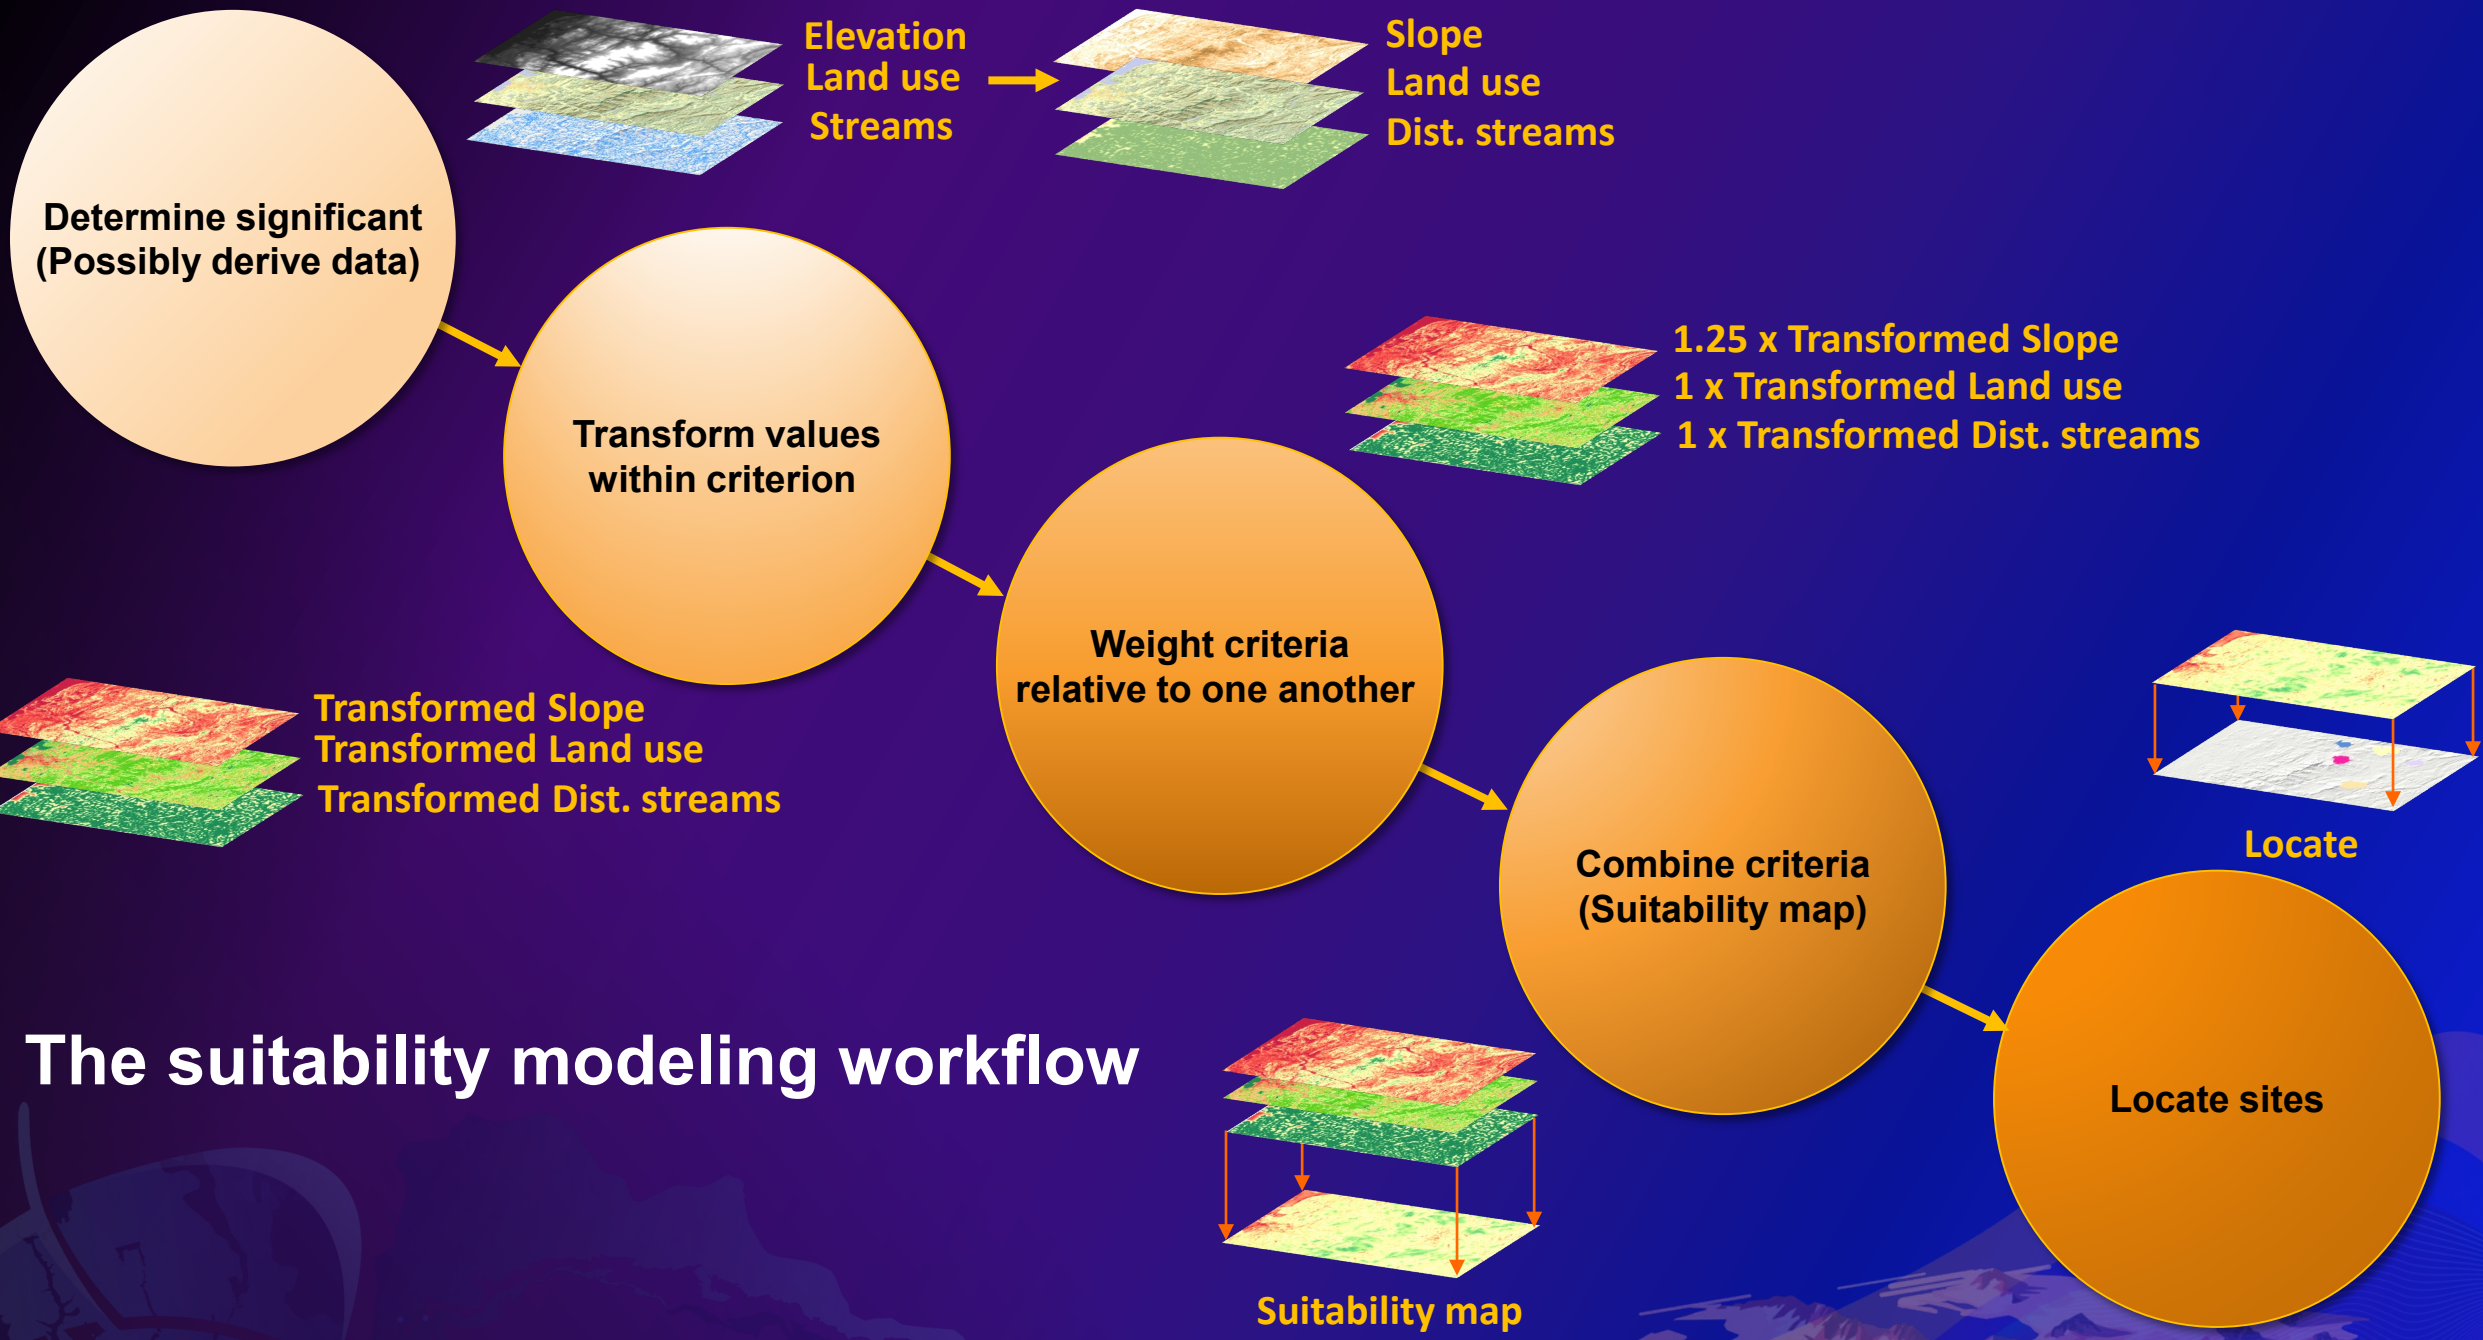 Elevation
Land use
Streams
Slope
Land use
Dist. streams
Determine significant
(Possibly derive data)
Transform values
within criterion
1.25 x Transformed Slope
1 x Transformed Land use
1 x Transformed Dist. streams
Weight criteria
relative to one another
Transformed Slope
Transformed Land use
Transformed Dist. streams
Combine criteria
(Suitability map)
Locate
Locate sites
The suitability modeling workflow
Suitability map